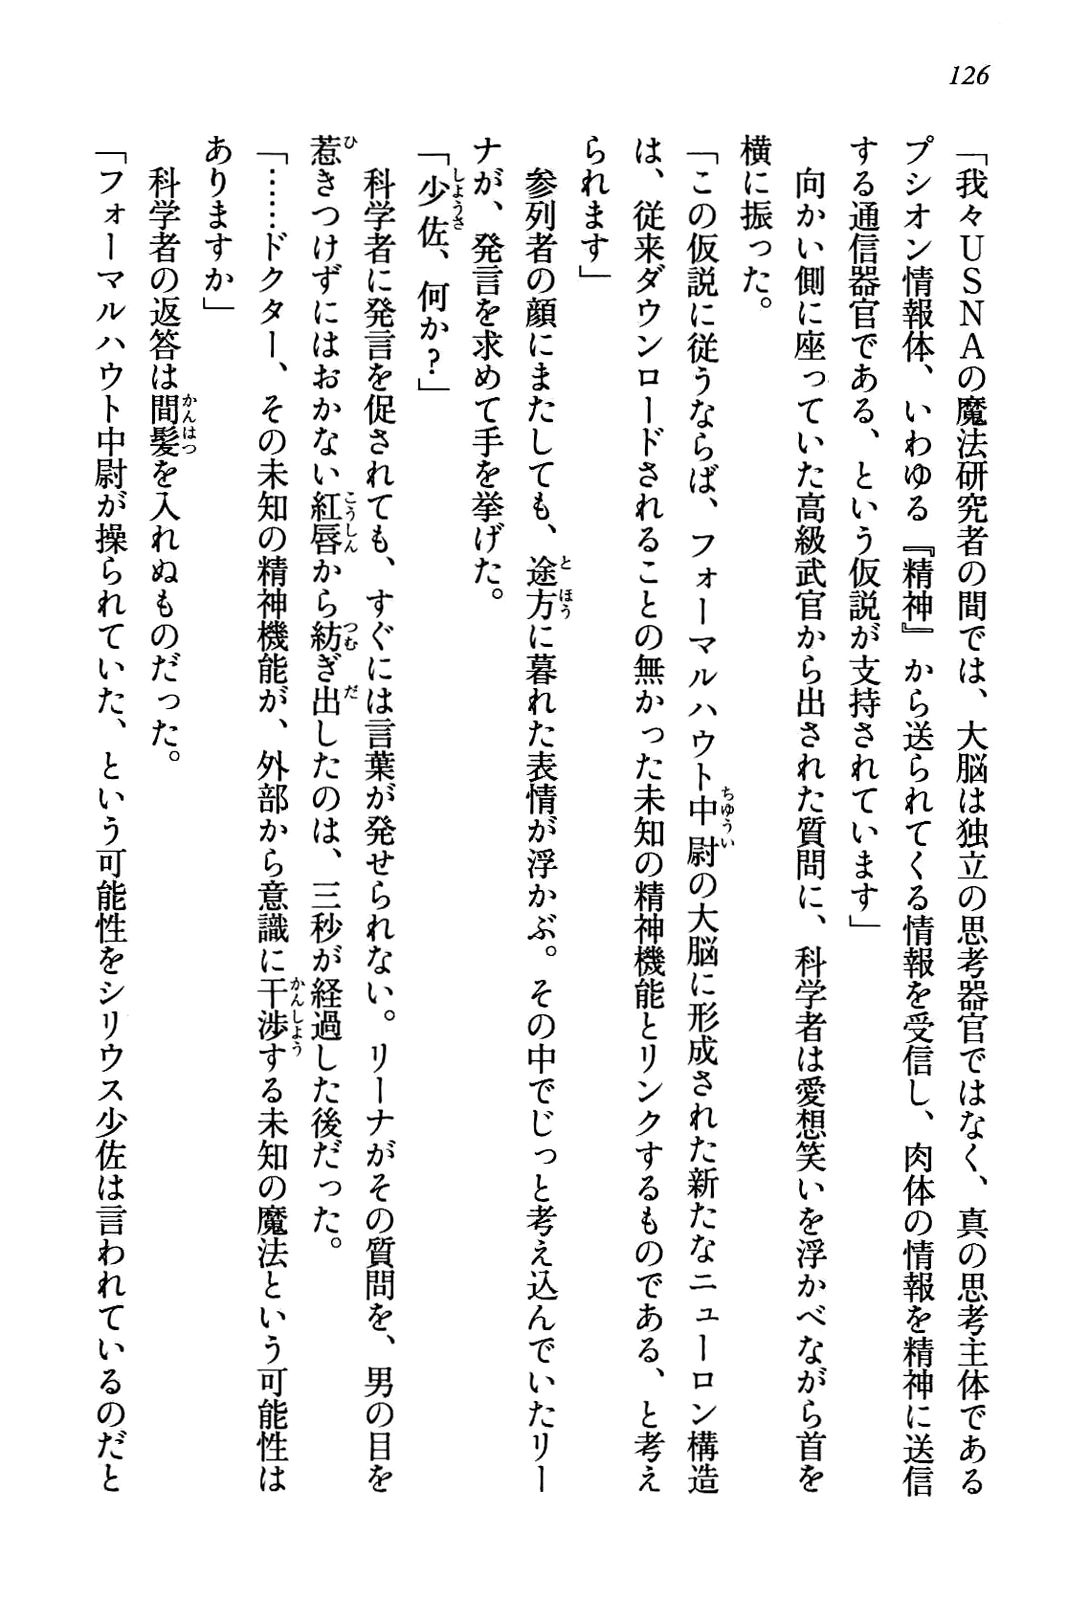 126
「我々ＵＳＮＡの魔法研究者の間では、大脳は独立の思考器官ではなく、真の思考主体である
プシオン情報体、いわゆる『精神』から送られてくる情報を受信し、肉体の情報を精神に送信
する通信器官である、という仮説が支持されています」
　向かい側に座っていた高級武官から出された質問に、科学者は愛想笑いを浮かべながら首を
横に振った。
「この仮説に従うならば、フォーマルハウト中尉の大脳に形成された新たなニューロン構造
は、従来ダウンロードされることの無かった未知の精神機能とリンクするものである、と考え
られます」
　参列者の顔にまたしても、途方に暮れた表情が浮かぶ。その中でじっと考え込んでいたリー
ナが、発言を求めて手を挙げた。
「少佐、何か？」
　科学者に発言を促されても、すぐには言葉が発せられない。リーナがその質問を、男の目を
惹きつけずにはおかない紅唇から紡ぎ出したのは、三秒が経過した後だった。
「……ドクター、その未知の精神機能が、外部から意識に干渉する未知の魔法という可能性は
ありますか」
　科学者の返答は間髪を入れぬものだった。
「フォーマルハウト中尉が操られていた、という可能性をシリウス少佐は言われているのだと